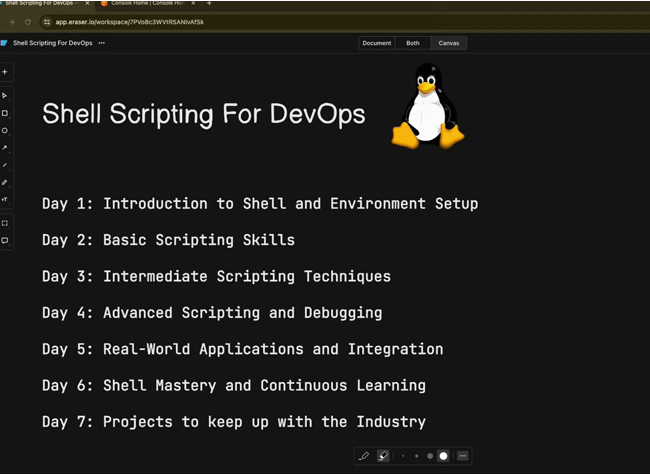 Shell Scripting For DevOps
Console Home | Console Ho
app.eraser.io/workspace/7PVo8c3WVtR5ANlvAfSk
Shell Scripting For DevOps
Document Both Canvas
Shell Scripting For DevOps
Day 1: Introduction to Shell and Environment Setup
Day 2: Basic Scripting Skills
Day 3: Intermediate Scripting Techniques
Day 4: Advanced Scripting and Debugging
Day 5: Real-World Applications and Integration
Day 6: Shell Mastery and Continuous Learning
Day 7: Projects to keep up with the Industry